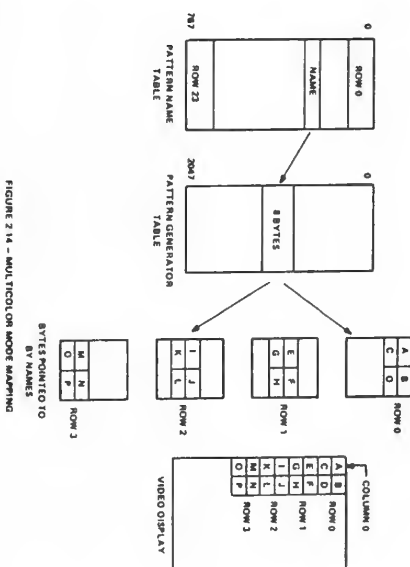 0
ROW 0
NAME
ROW 23
767
PATTERN NAME
TABLE
0
8 BYTES
2047
PATTERN GENERATOR
TABLE
A B
C D
ROW 0
E F
G H
ROW 1
I J
K L
ROW 2
M N
O P
ROW 3
BYTES POINTED TO
BY NAMES
COLUMN 0
A B
C D
ROW 0
E F
G H
ROW 1
I J
K L
ROW 2
M N
O P
ROW 3
VIDEO DISPLAY
FIGURE 2 14 – MULTICOLOR MODE MAPPING